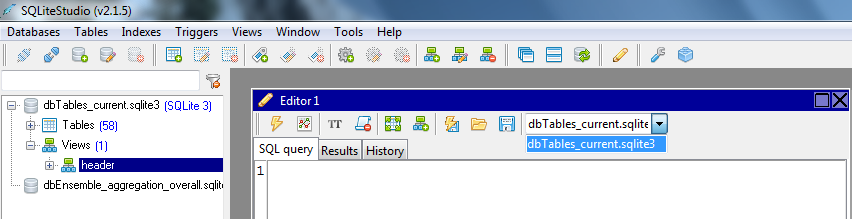 SQLiteStudio (v2.1.5)
Databases Tables Indexes Triggers Views Window Tools Help
dbTables_current.sqlite3 (SQLite 3)
Tables (58)
Views (1)
header
dbEnsemble_aggregation_overall.sqlite
Editor 1
TT
dbTables_current.sqlite
dbTables_current.sqlite3
SQL query Results History
1